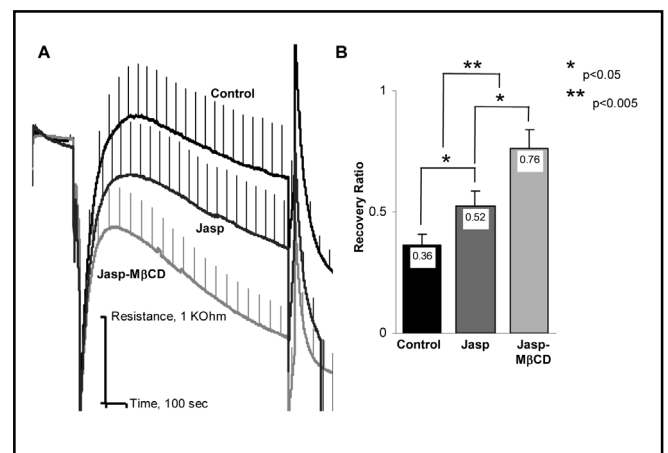 A
Control
Jasp
Jasp-MβCD
Resistance, 1 KOhm
Time, 100 sec
B
** 
* p<0.05
** p<0.005
*
*
Recovery Ratio
1
0.5
0
0.36
0.52
0.76
Control
Jasp
Jasp-
MβCD